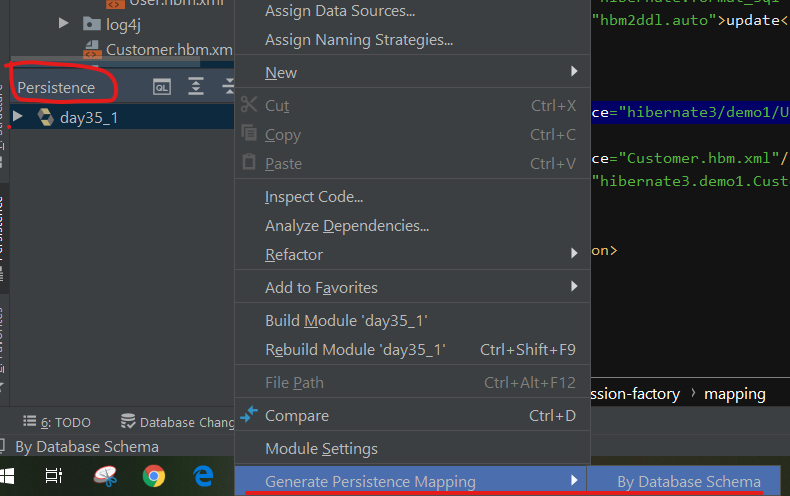 User.hbm.xml
log4j
Customer.hbm.xm
Persistence
day35_1
Assign Data Sources...
Assign Naming Strategies...
New
Cut Ctrl+X
Copy Ctrl+C
Paste Ctrl+V
Inspect Code...
Analyze Dependencies...
Refactor
Add to Favorites
Build Module 'day35_1'
Rebuild Module 'day35_1' Ctrl+Shift+F9
File Path Ctrl+Alt+F12
Compare Ctrl+D
Module Settings
Generate Persistence Mapping
By Database Schema
"hbm2ddl.auto">update<
ce="hibernate3/demo1/U
ce="Customer.hbm.xml"/
"hibernate3.demo1.Cust
on>
ssion-factory › mapping
6: TODO
Database Chang
By Database Schema